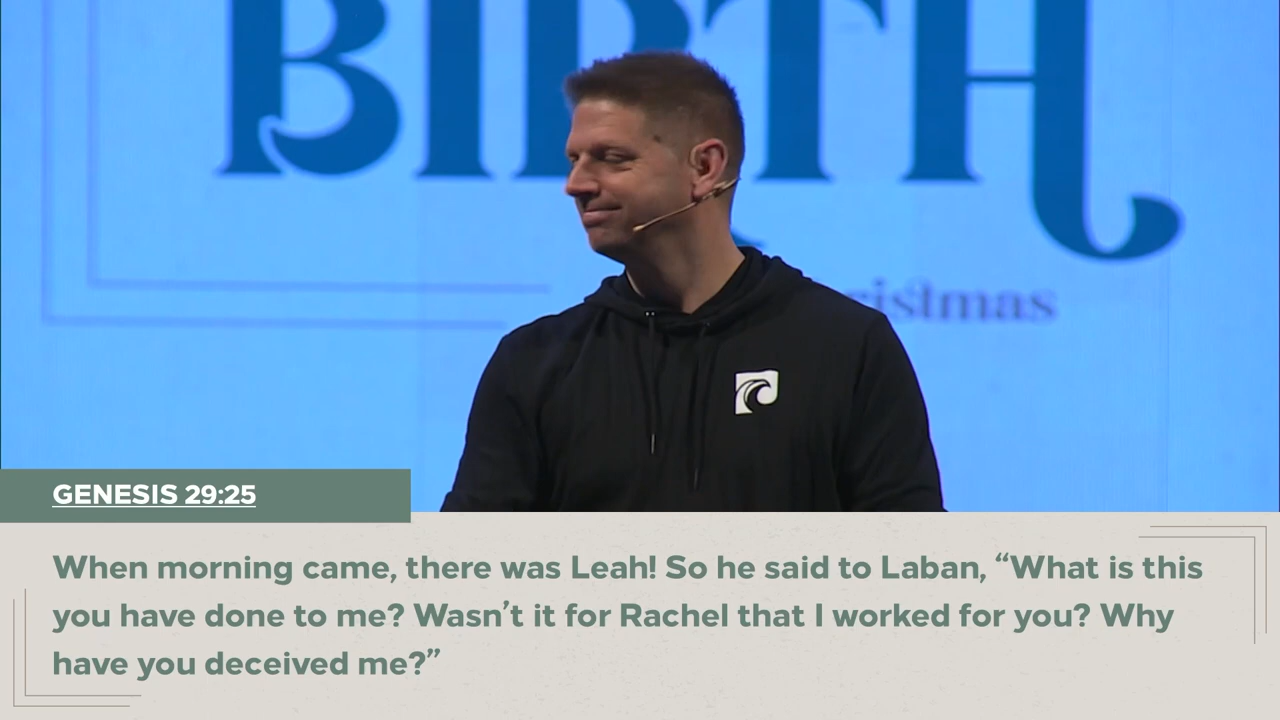 BIRTH
ristmas
GENESIS 29:25
When morning came, there was Leah! So he said to Laban, “What is this
you have done to me? Wasn’t it for Rachel that I worked for you? Why
have you deceived me?”